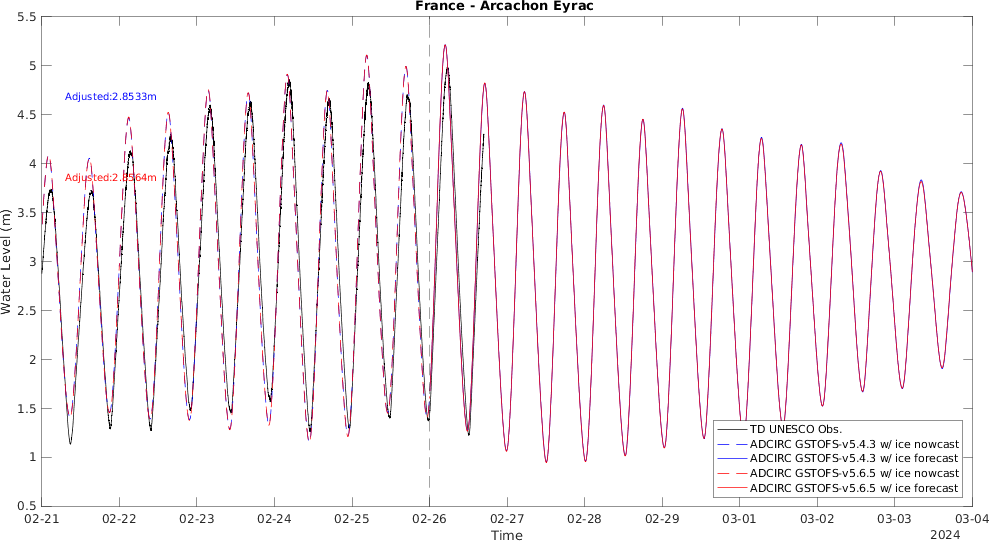 France - Arcachon Eyrac
5.5
5
4.5
4
3.5
3
2.5
2
1.5
1
0.5
Water Level (m)
Adjusted:2.8533m
Adjusted:2.8564m
TD UNESCO Obs.
ADCIRC GSTOFS-v5.4.3 w/ ice nowcast
ADCIRC GSTOFS-v5.4.3 w/ ice forecast
ADCIRC GSTOFS-v5.6.5 w/ ice nowcast
ADCIRC GSTOFS-v5.6.5 w/ ice forecast
02-21 02-22 02-23 02-24 02-25 02-26 02-27 02-28 02-29 03-01 03-02 03-03 03-04
Time
2024